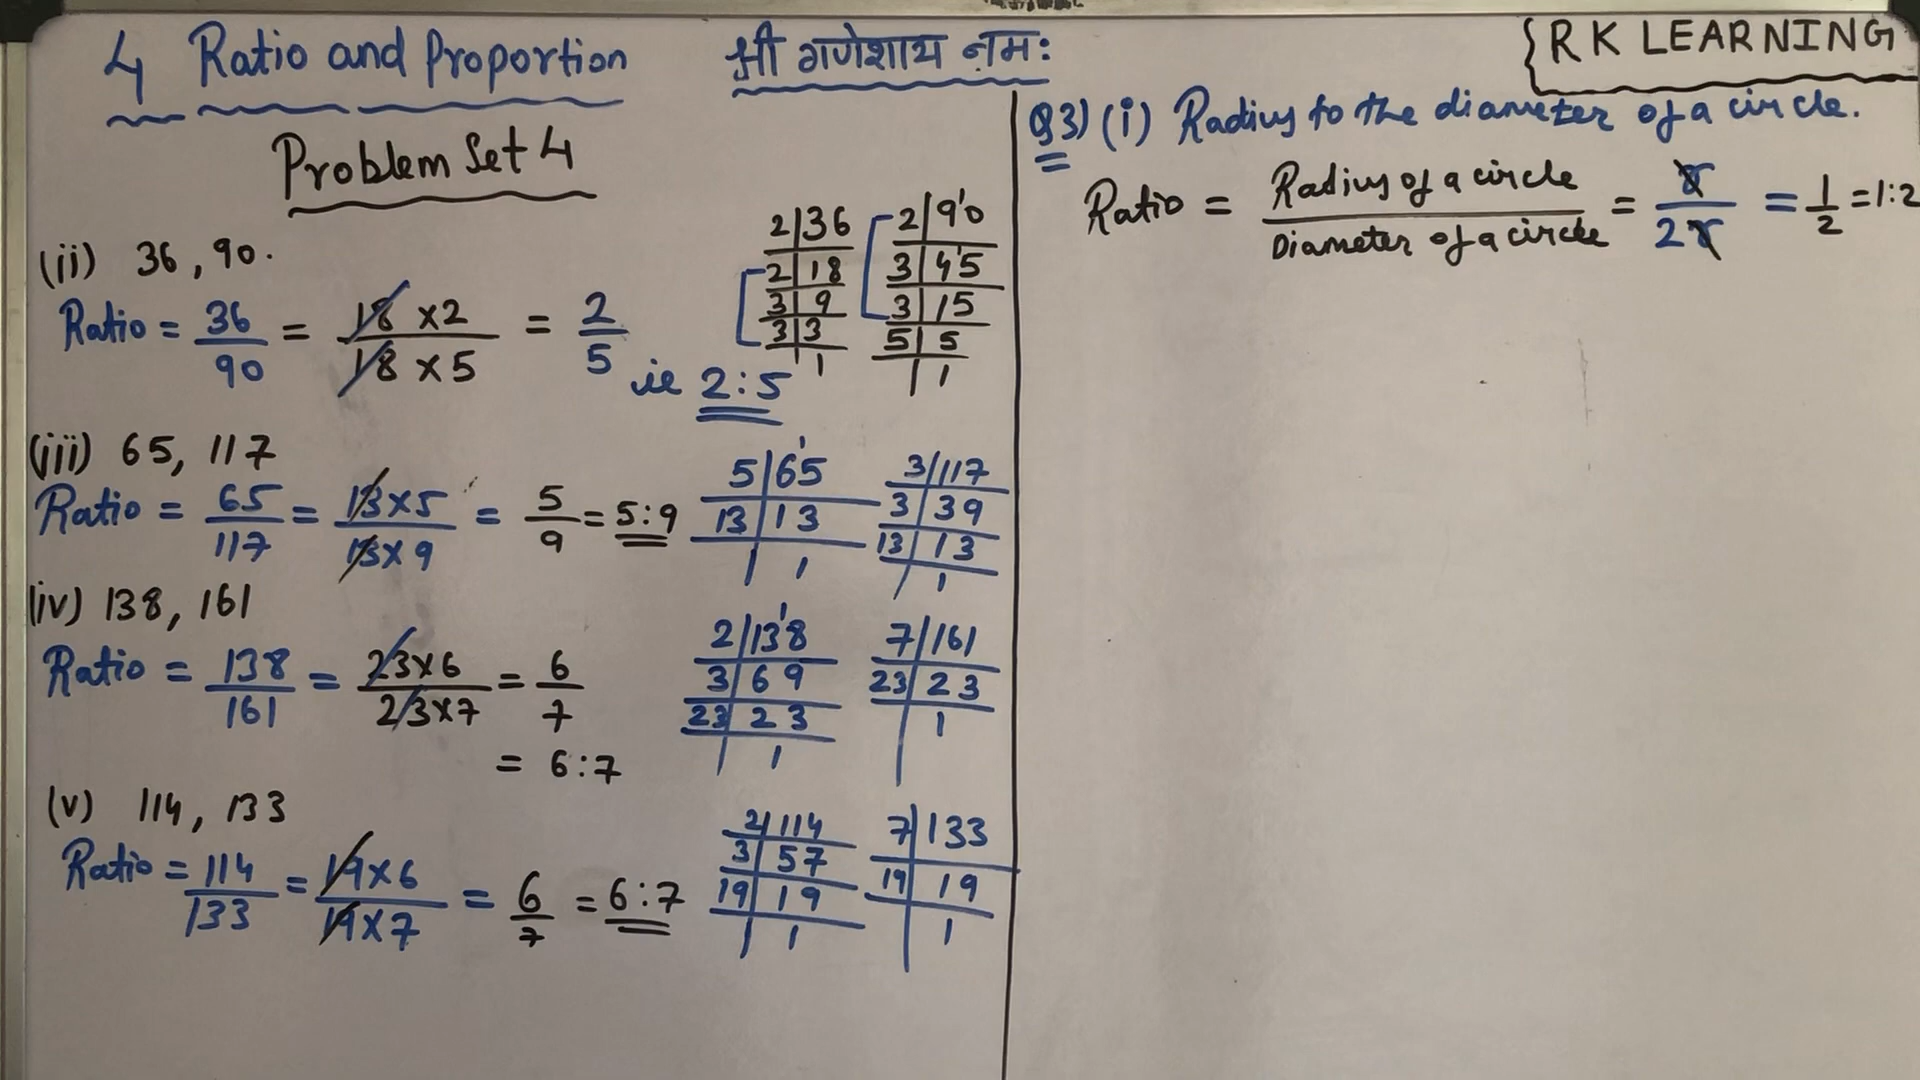 4 Ratio and Proportion श्री गणेशाय नमः
{RK LEARNING
Problem Set 4
(ii) 36, 90.
Ratio = 36/90 = 18×2/18×5 = 2/5
ie 2:5
2|36
2|18
3|9
3|3
|1
2|90
3|45
3|15
5|5
|1
(iii) 65, 117
Ratio = 65/117 = 13×5/13×9 = 5/9 = 5:9
5|65
13|13
|1
3|117
3|39
13|13
|1
(iv) 138, 161
Ratio = 138/161 = 23×6/23×7 = 6/7
= 6:7
2|138
3|69
23|23
|1
7|161
23|23
|1
(v) 114, 133
Ratio = 114/133 = 19×6/19×7 = 6/7 = 6:7
2|114
3|57
19|19
|1
7|133
19|19
|1
Q3) (i) Radius to the diameter of a circle.
Ratio = Radius of a circle/Diameter of a circle = r/2r = 1/2 = 1:2